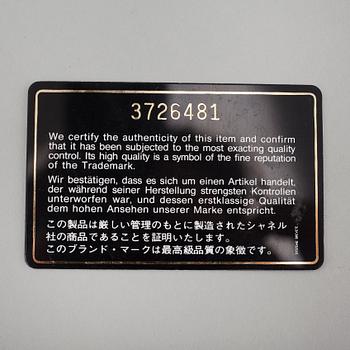 3726481
We certify the authenticity of this item and confirm
that it has been subjected to the most exacting quality
control. Its high quality is a symbol of the fine reputation
of the Trademark.
Wir bestätigen, dass es sich um einen Artikel handelt,
der während seiner Herstellung strengsten Kontrollen
unterworfen war, und dessen erstklassige Qualität
dem hohen Ansehen unserer Marke entspricht.
この製品は厳しい管理のもとに製造されたシャネル
社の商品であることを証明いたします。
このブランド・マークは最高級品質の象徴です。